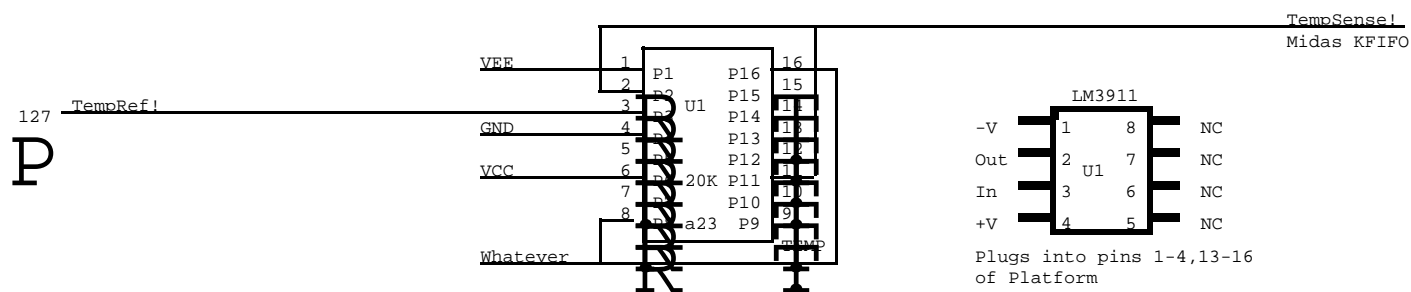 TempSense!
Midas KFIFO
VEE
1
P1
P16
16
2
P2
P15
15
127
TempRef!
3
U1
P14
14
P
GND
4
P13
13
5
P12
12
VCC
6
20K
P11
7
P10
10
8
a23
P9
9
TEMP
Whatever
LM3911
-V
1
8
NC
Out
2
7
NC
U1
In
3
6
NC
+V
4
5
NC
Plugs into pins 1-4,13-16
of Platform